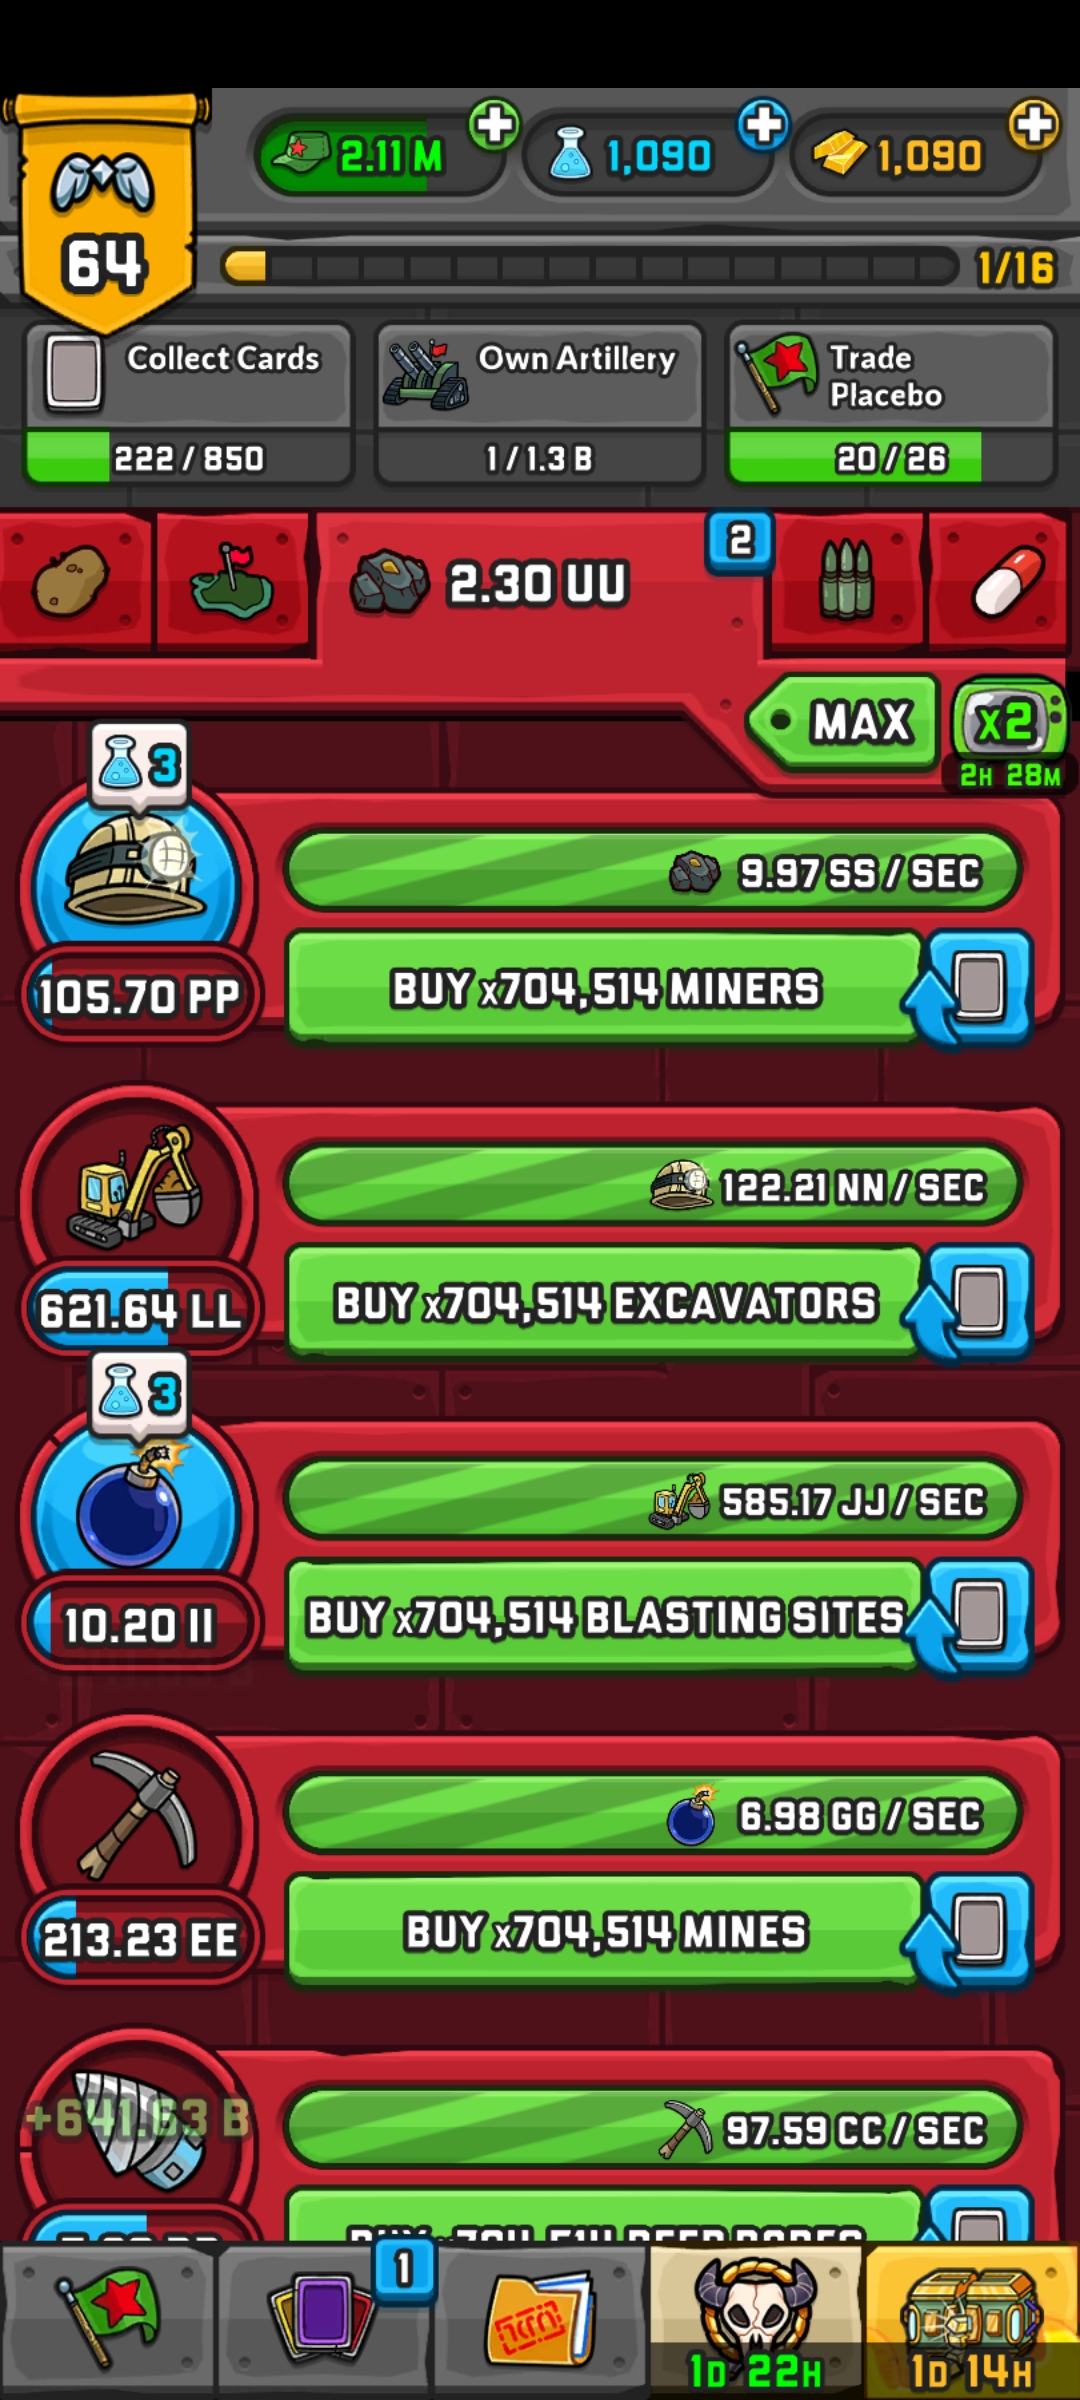 64
2.11 M
1,090
1,090
1/16
Collect Cards
222 / 850
Own Artillery
1 / 1.3 B
Trade
Placebo
20 / 26
2.30 UU
2
MAX
x2
2H 28M
3
9.97 SS / SEC
105.70 PP
BUY x704,514 MINERS
122.21 NN / SEC
621.64 LL
BUY x704,514 EXCAVATORS
3
585.17 JJ / SEC
10.20 II
BUY x704,514 BLASTING SITES
6.98 GG / SEC
213.23 EE
BUY x704,514 MINES
+641.63 B
97.59 CC / SEC
1
1D 22H
1D 14H